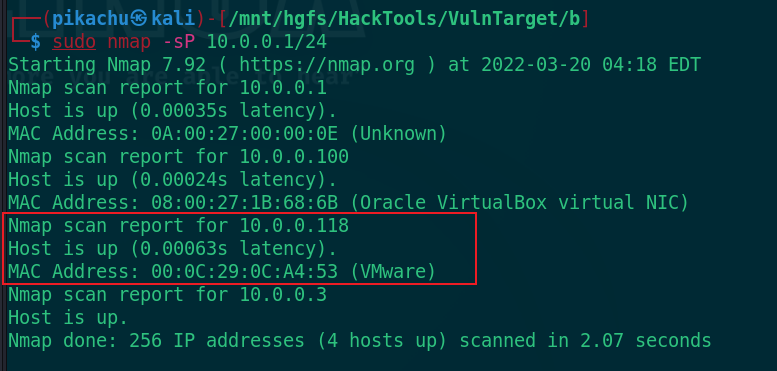 (pikachu㉿kali)-[/mnt/hgfs/HackTools/VulnTarget/b]
$ sudo nmap -sP 10.0.0.1/24
Starting Nmap 7.92 ( https://nmap.org ) at 2022-03-20 04:18 EDT
Nmap scan report for 10.0.0.1
Host is up (0.00035s latency).
MAC Address: 0A:00:27:00:00:0E (Unknown)
Nmap scan report for 10.0.0.100
Host is up (0.00024s latency).
MAC Address: 08:00:27:1B:68:6B (Oracle VirtualBox virtual NIC)
Nmap scan report for 10.0.0.118
Host is up (0.00063s latency).
MAC Address: 00:0C:29:0C:A4:53 (VMware)
Nmap scan report for 10.0.0.3
Host is up.
Nmap done: 256 IP addresses (4 hosts up) scanned in 2.07 seconds